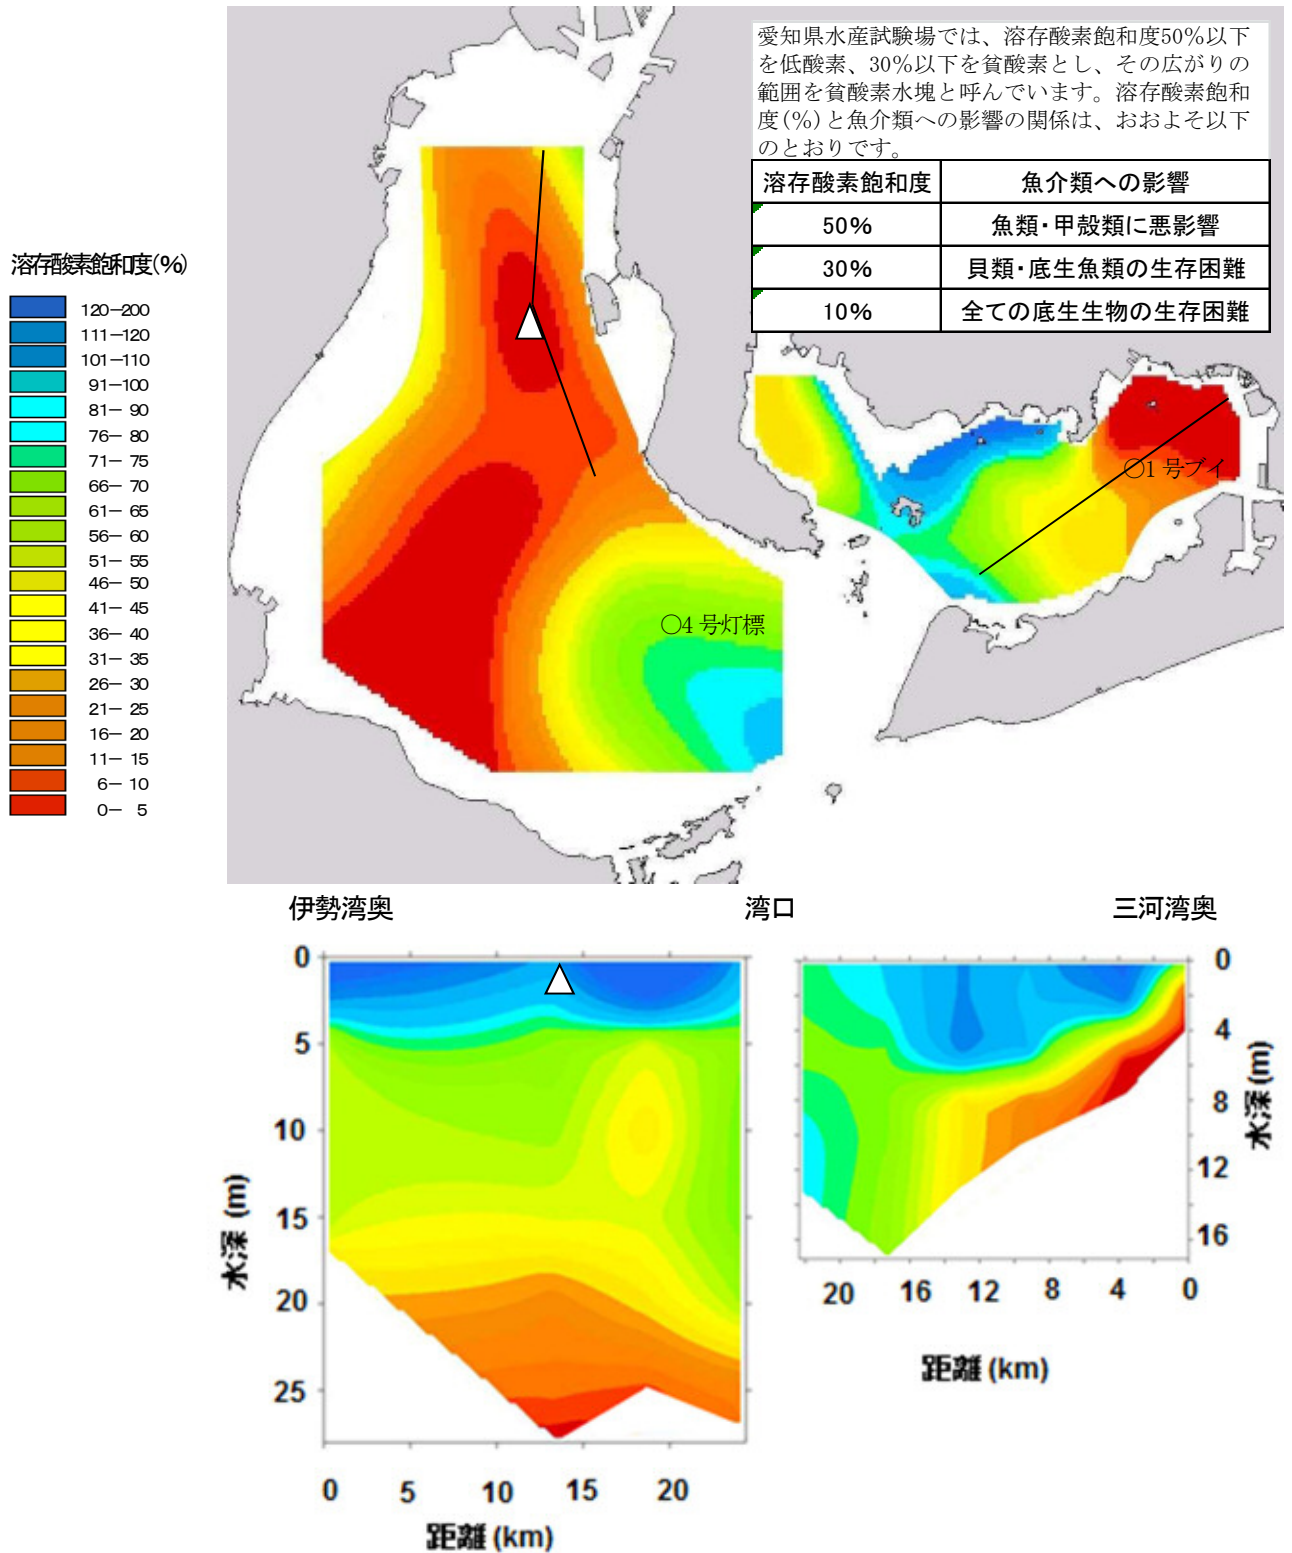 愛知県水産試験場では、溶存酸素飽和度50%以下
を低酸素、30%以下を貧酸素とし、その広がりの
範囲を貧酸素水塊と呼んでいます。溶存酸素飽和
度(%)と魚介類への影響の関係は、おおよそ以下
のとおりです。
溶存酸素飽和度 魚介類への影響
50% 魚類・甲殻類に悪影響
30% 貝類・底生魚類の生存困難
10% 全ての底生生物の生存困難
溶存酸素飽和度(%)
120-200
111-120
101-110
91-100
81- 90
76- 80
71- 75
66- 70
61- 65
56- 60
51- 55
46- 50
41- 45
36- 40
31- 35
26- 30
21- 25
16- 20
11- 15
6- 10
0- 5
○1号ブイ
○4号灯標
伊勢湾奥 湾口 三河湾奥
0
5
10
15
20
25
水深 (m)
0 5 10 15 20
距離 (km)
0
4
8
12
16
水深 (m)
20 16 12 8 4 0
距離 (km)